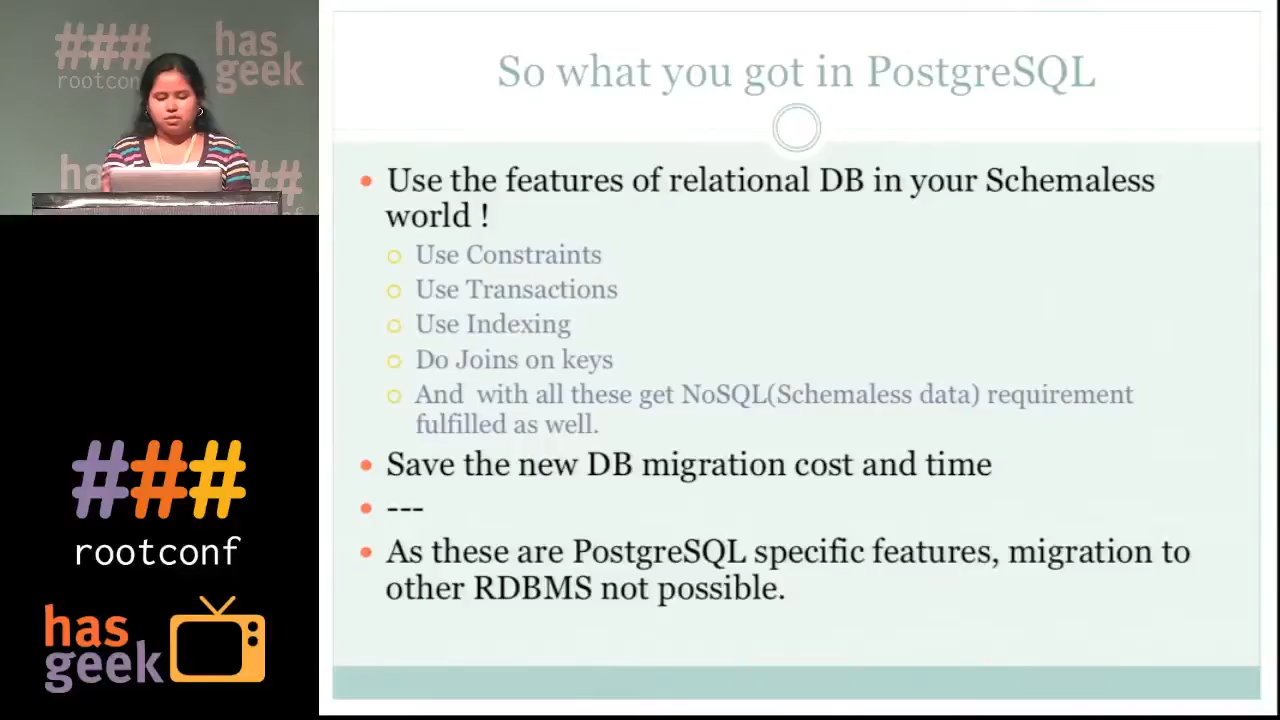 ###
rootconf
has
geek
has
##
So what you got in PostgreSQL
Use the features of relational DB in your Schemaless
world !
Use Constraints
Use Transactions
Use Indexing
Do Joins on keys
And with all these get NoSQL(Schemaless data) requirement
fulfilled as well.
Save the new DB migration cost and time
---
As these are PostgreSQL specific features, migration to
other RDBMS not possible.
###
rootconf
has
geek